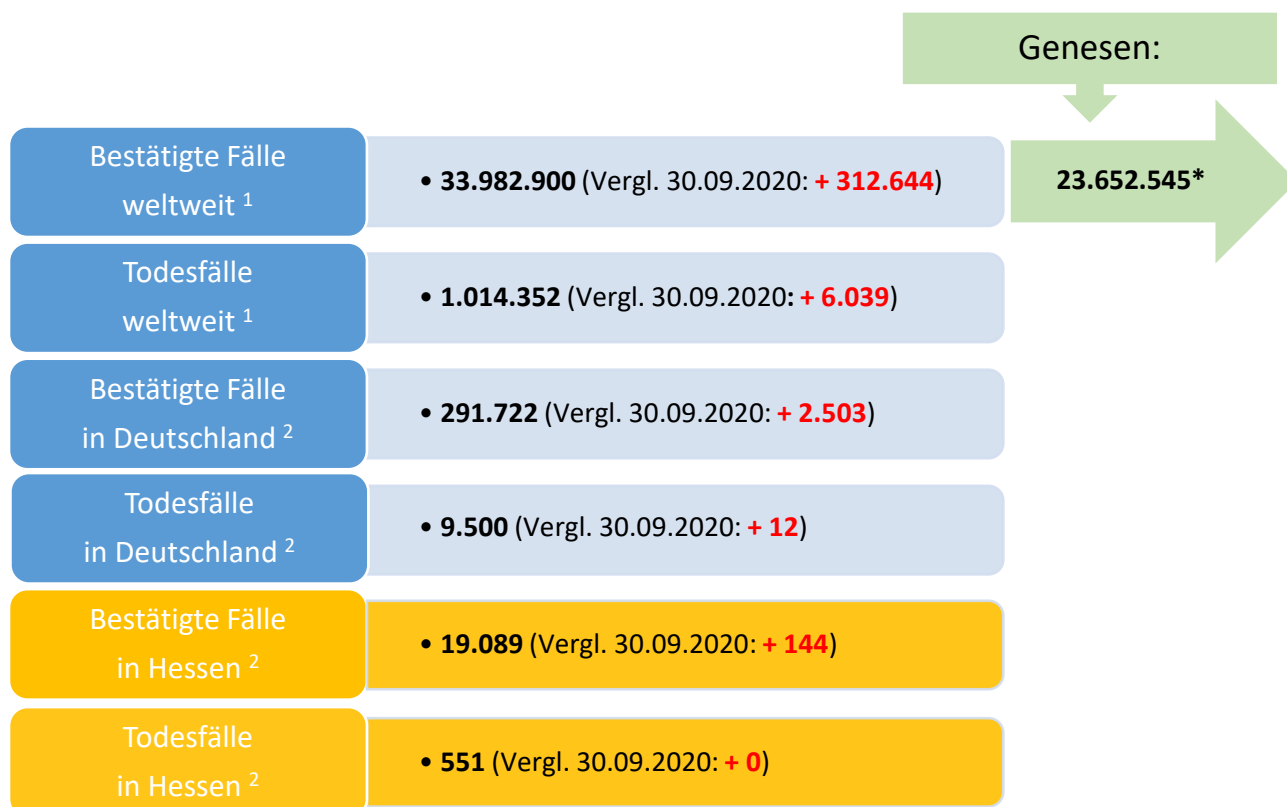 Genesen:
Bestätigte Fälle
weltweit ¹
• 33.982.900 (Vergl. 30.09.2020: + 312.644)
23.652.545*
Todesfälle
weltweit ¹
• 1.014.352 (Vergl. 30.09.2020: + 6.039)
Bestätigte Fälle
in Deutschland ²
• 291.722 (Vergl. 30.09.2020: + 2.503)
Todesfälle
in Deutschland ²
• 9.500 (Vergl. 30.09.2020: + 12)
Bestätigte Fälle
in Hessen ²
• 19.089 (Vergl. 30.09.2020: + 144)
Todesfälle
in Hessen ²
• 551 (Vergl. 30.09.2020: + 0)